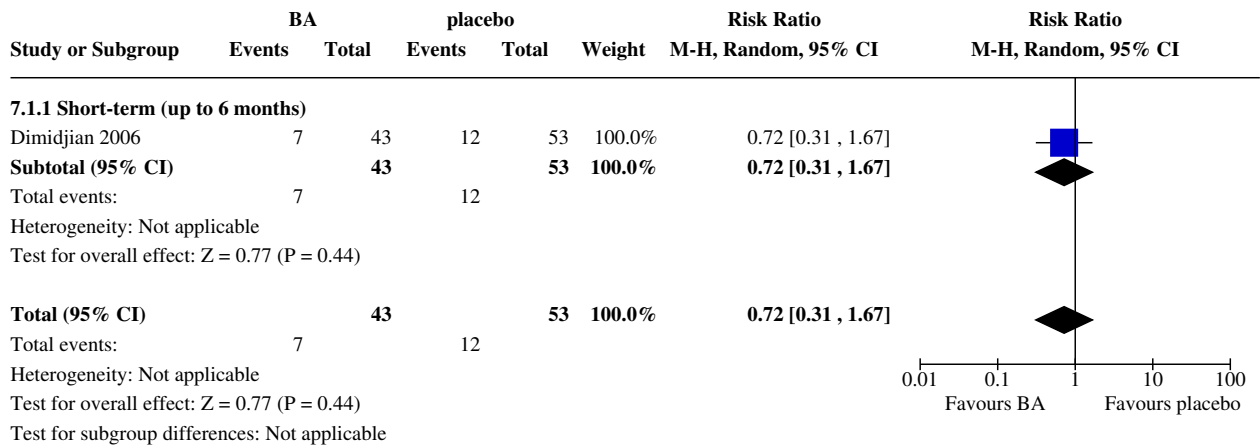 BA placebo Risk Ratio Risk Ratio
Study or Subgroup Events Total Events Total Weight M-H, Random, 95% CI M-H, Random, 95% CI
7.1.1 Short-term (up to 6 months)
Dimidjian 2006 7 43 12 53 100.0% 0.72 [0.31 , 1.67]
Subtotal (95% CI) 43 53 100.0% 0.72 [0.31 , 1.67]
Total events: 7 12
Heterogeneity: Not applicable
Test for overall effect: Z = 0.77 (P = 0.44)
Total (95% CI) 43 53 100.0% 0.72 [0.31 , 1.67]
Total events: 7 12
Heterogeneity: Not applicable
Test for overall effect: Z = 0.77 (P = 0.44)
Test for subgroup differences: Not applicable
0.01 0.1 1 10 100
Favours BA Favours placebo